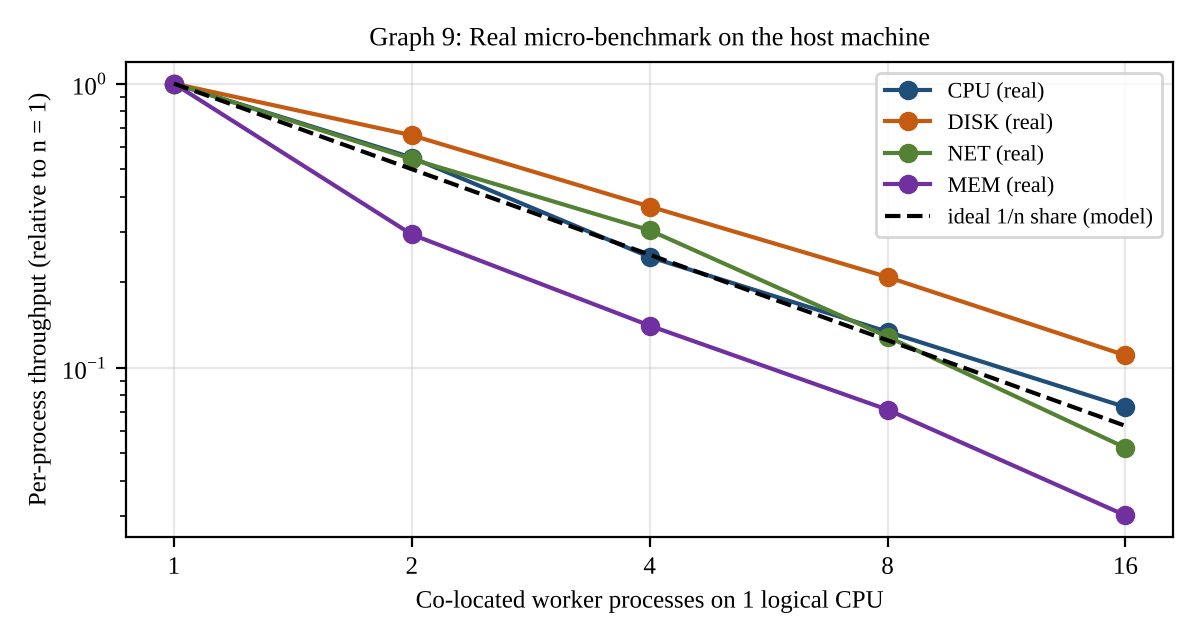 Graph 9: Real micro-benchmark on the host machine
Per-process throughput (relative to n = 1)
10⁰
10⁻¹
CPU (real)
DISK (real)
NET (real)
MEM (real)
ideal 1/n share (model)
1 2 4 8 16
Co-located worker processes on 1 logical CPU